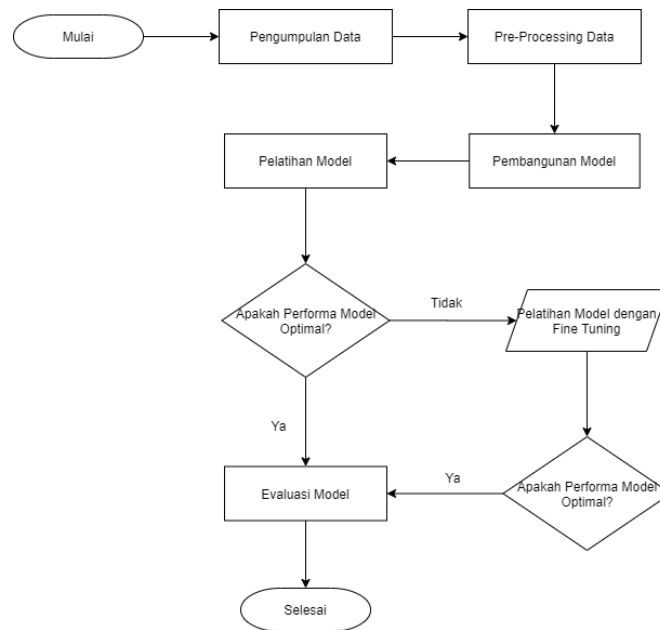 Mulai
Pengumpulan Data
Pre-Processing Data
Pelatihan Model
Pembangunan Model
Apakah Performa Model
Optimal?
Tidak
Pelatihan Model dengan
Fine Tuning
Ya
Evaluasi Model
Ya
Apakah Performa Model
Optimal?
Selesai